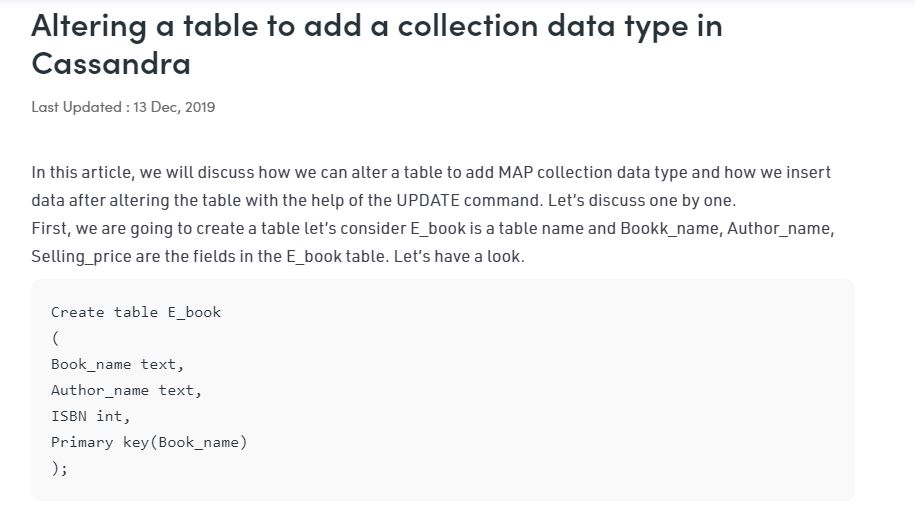 Altering a table to add a collection data type in
Cassandra
Last Updated : 13 Dec, 2019
In this article, we will discuss how we can alter a table to add MAP collection data type and how we insert
data after altering the table with the help of the UPDATE command. Let’s discuss one by one.
First, we are going to create a table let’s consider E_book is a table name and Bookk_name, Author_name,
Selling_price are the fields in the E_book table. Let’s have a look.
Create table E_book
(
Book_name text,
Author_name text,
ISBN int,
Primary key(Book_name)
);